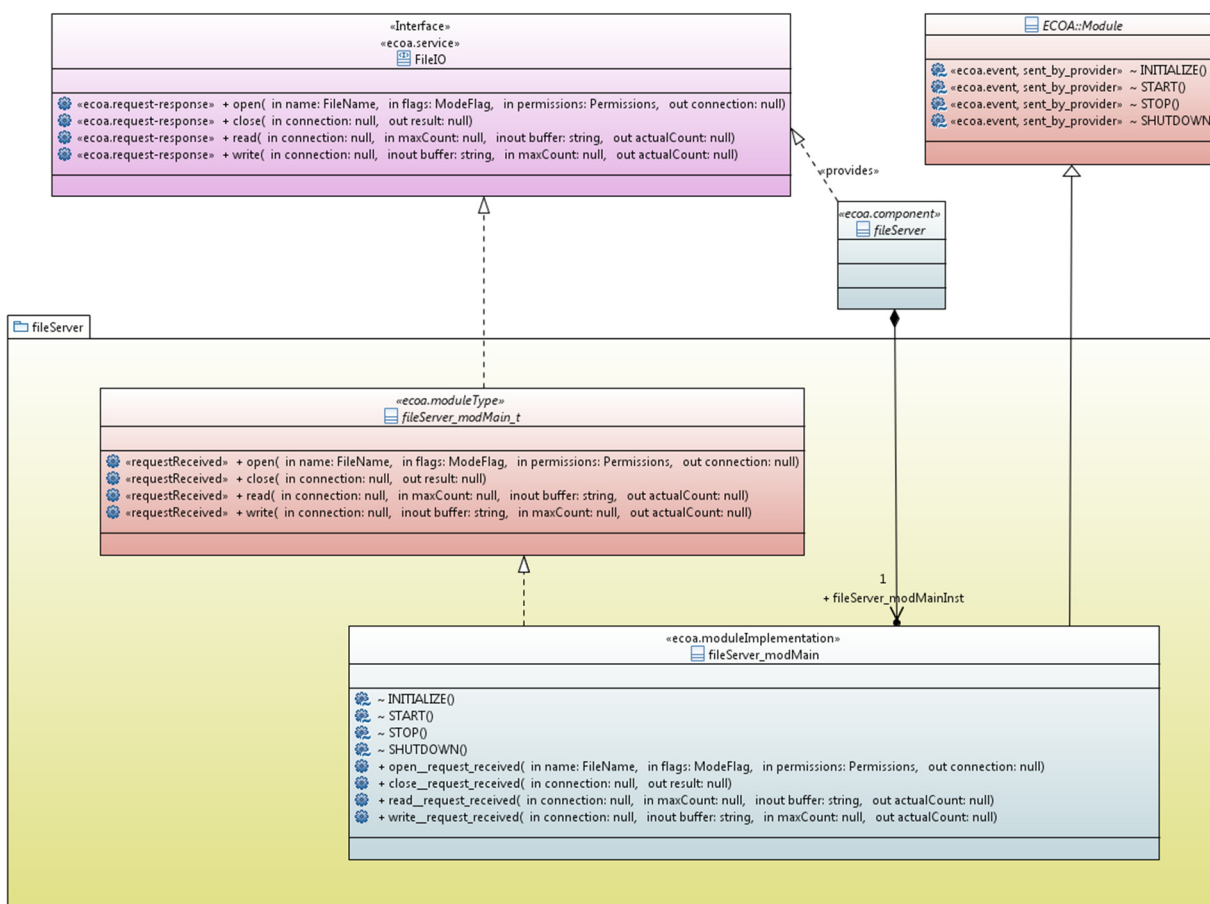 «Interface»
«ecoa.service»
FileIO
«ecoa.request-response» + open( in name: FileName, in flags: ModeFlag, in permissions: Permissions, out connection: null)
«ecoa.request-response» + close( in connection: null, out result: null)
«ecoa.request-response» + read( in connection: null, in maxCount: null, inout buffer: string, out actualCount: null)
«ecoa.request-response» + write( in connection: null, inout buffer: string, in maxCount: null, out actualCount: null)
ECOA::Module
«ecoa.event, sent_by_provider» ~ INITIALIZE()
«ecoa.event, sent_by_provider» ~ START()
«ecoa.event, sent_by_provider» ~ STOP()
«ecoa.event, sent_by_provider» ~ SHUTDOWN
«provides»
«ecoa.component»
fileServer
fileServer
«ecoa.moduleType»
fileServer_modMain_t
«requestReceived» + open( in name: FileName, in flags: ModeFlag, in permissions: Permissions, out connection: null)
«requestReceived» + close( in connection: null, out result: null)
«requestReceived» + read( in connection: null, in maxCount: null, inout buffer: string, out actualCount: null)
«requestReceived» + write( in connection: null, inout buffer: string, in maxCount: null, out actualCount: null)
1
+ fileServer_modMainInst
«ecoa.moduleImplementation»
fileServer_modMain
~ INITIALIZE()
~ START()
~ STOP()
~ SHUTDOWN()
+ open__request_received( in name: FileName, in flags: ModeFlag, in permissions: Permissions, out connection: null)
+ close__request_received( in connection: null, out result: null)
+ read__request_received( in connection: null, in maxCount: null, inout buffer: string, out actualCount: null)
+ write__request_received( in connection: null, inout buffer: string, in maxCount: null, out actualCount: null)